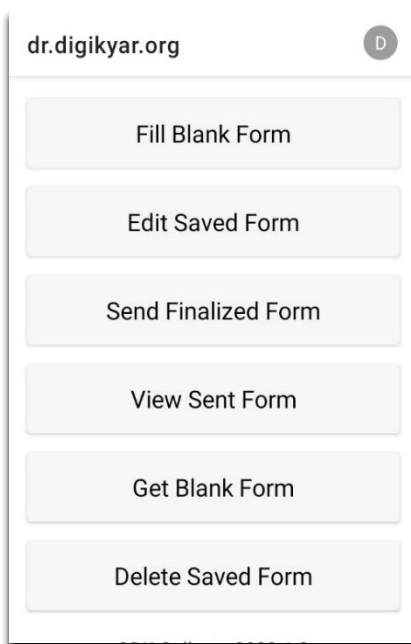 dr.digikyar.org
D
Fill Blank Form
Edit Saved Form
Send Finalized Form
View Sent Form
Get Blank Form
Delete Saved Form